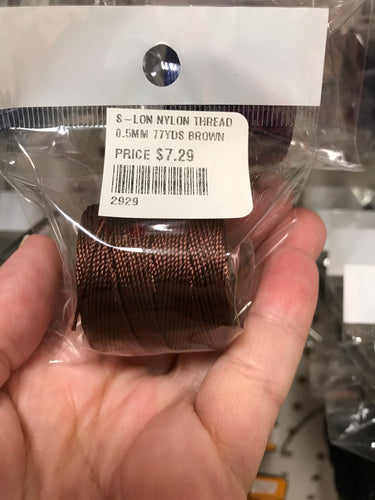 S-LON NYLON THREAD
0.5MM 77YDS BROWN
PRICE $7.29
2929